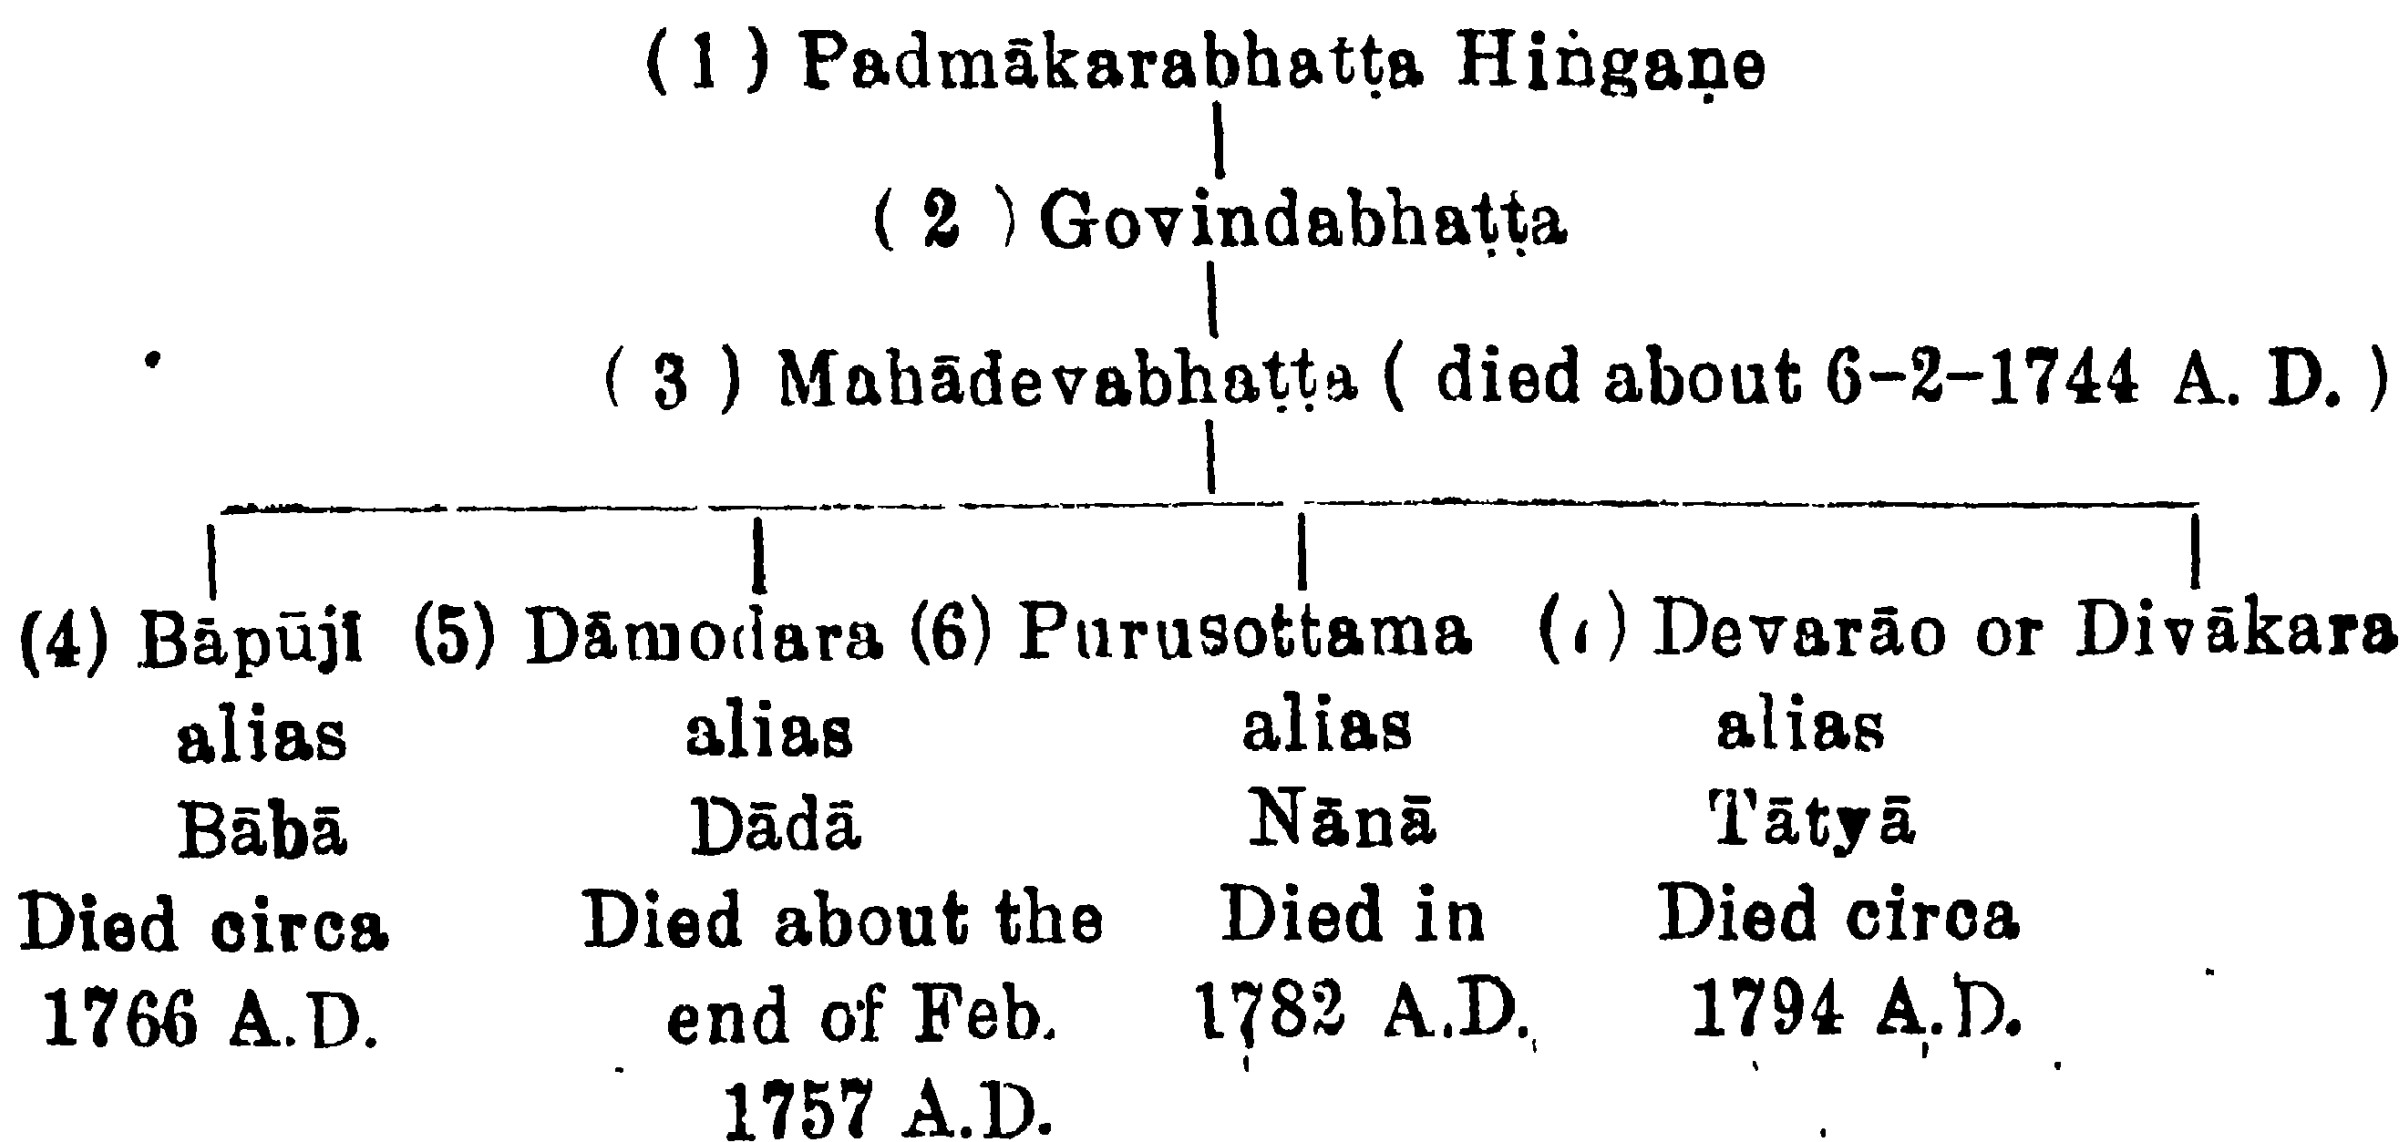 ( 1 ) Padmākarabhaṭṭa Hiṅgaṇe
( 2 ) Govindabhaṭṭa
( 3 ) Mahādevabhaṭṭa ( died about 6-2-1744 A. D. )
(4) Bāpūjī (5) Dāmodara (6) Purusottama ( ) Devarāo or Divākara
alias alias alias alias
Bābā Dādā Nānā Tātyā
Died circa Died about the Died in Died circa
1766 A.D. end of Feb. 1782 A.D. 1794 A.D.
1757 A.D.